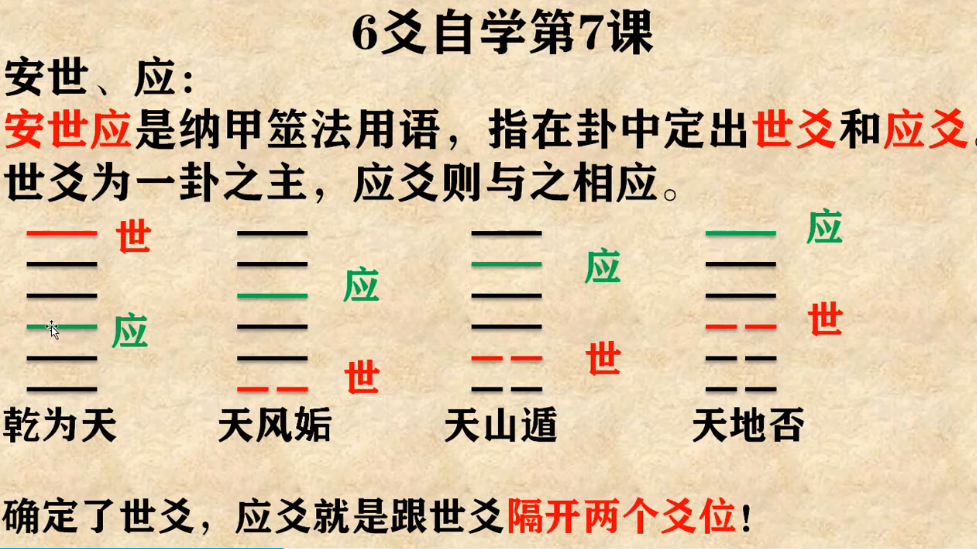 6爻自学第7课
安世、应：
安世应是纳甲筮法用语，指在卦中定出世爻和应爻。
世爻为一卦之主，应爻则与之相应。
世
应
应
世
应
世
应
世
乾为天 天风姤 天山遁 天地否
确定了世爻，应爻就是跟世爻隔开两个爻位！